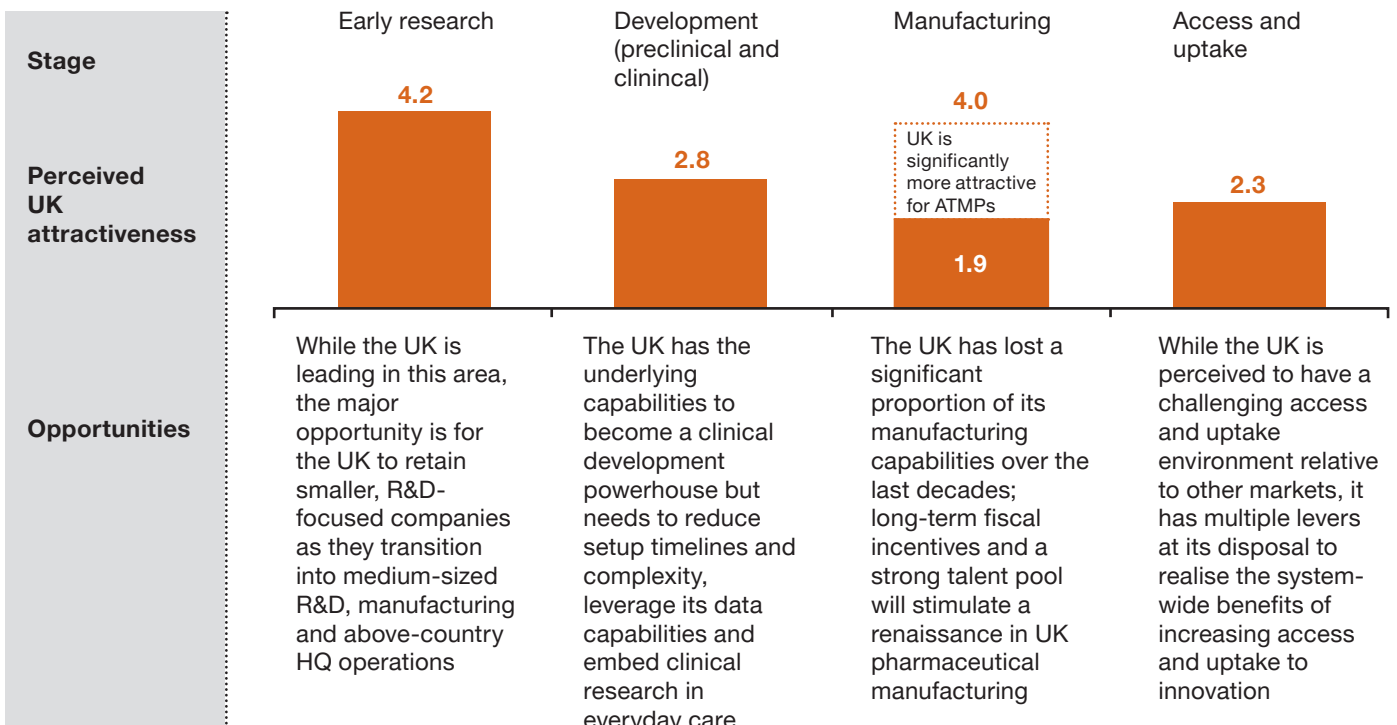 Stage
Early research
Development
(preclinical and
clinincal)
Manufacturing
Access and
uptake
Perceived
UK
attractiveness
4.2
2.8
4.0
UK is
significantly
more attractive
for ATMPs
1.9
2.3
Opportunities
While the UK is
leading in this area,
the major
opportunity is for
the UK to retain
smaller, R&D-
focused companies
as they transition
into medium-sized
R&D, manufacturing
and above-country
HQ operations
The UK has the
underlying
capabilities to
become a clinical
development
powerhouse but
needs to reduce
setup timelines and
complexity,
leverage its data
capabilities and
embed clinical
research in
everyday care
The UK has lost a
significant
proportion of its
manufacturing
capabilities over the
last decades;
long-term fiscal
incentives and a
strong talent pool
will stimulate a
renaissance in UK
pharmaceutical
manufacturing
While the UK is
perceived to have a
challenging access
and uptake
environment relative
to other markets, it
has multiple levers
at its disposal to
realise the system-
wide benefits of
increasing access
and uptake to
innovation